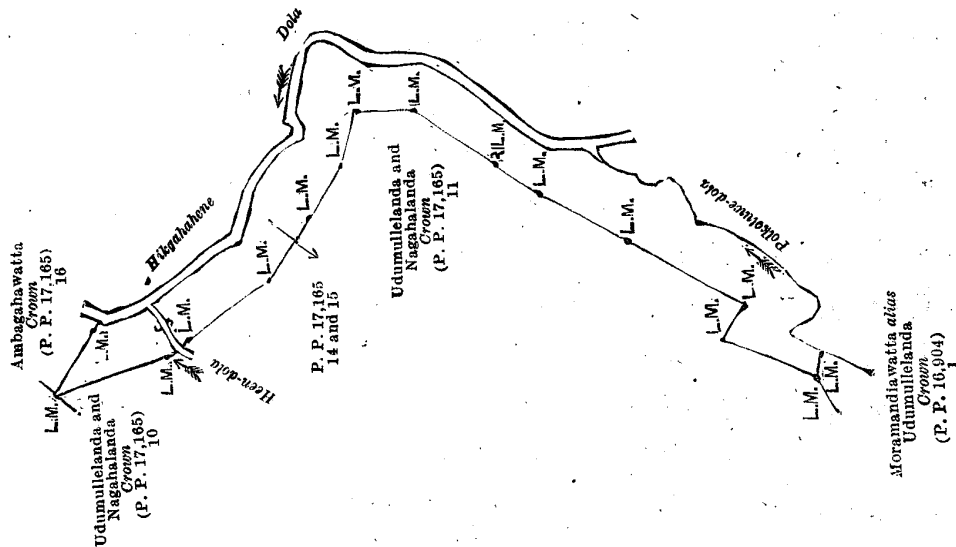 Ambagahawatta
Crown
(P. P. 17,165)
16
Hikgahahene
Dola
L.M.
L.M.
L.M.
L.M.
L.M.
L.M.
L.M.
L.M.
L.M.
Udumullelanda and
Nagahalanda
Crown
(P. P. 17,165)
10
Heen-dola
P. P. 17,165
14 and 15
Udumullelanda and
Nagahalanda
Crown
(P. P. 17,165)
11
L.M.
L.M.
L.M.
L.M.
L.M.
L.M.
Polkotuwe-dola
Moramandiawatta alias
Udumullelanda
Crown
(P. P. 16,904)
1